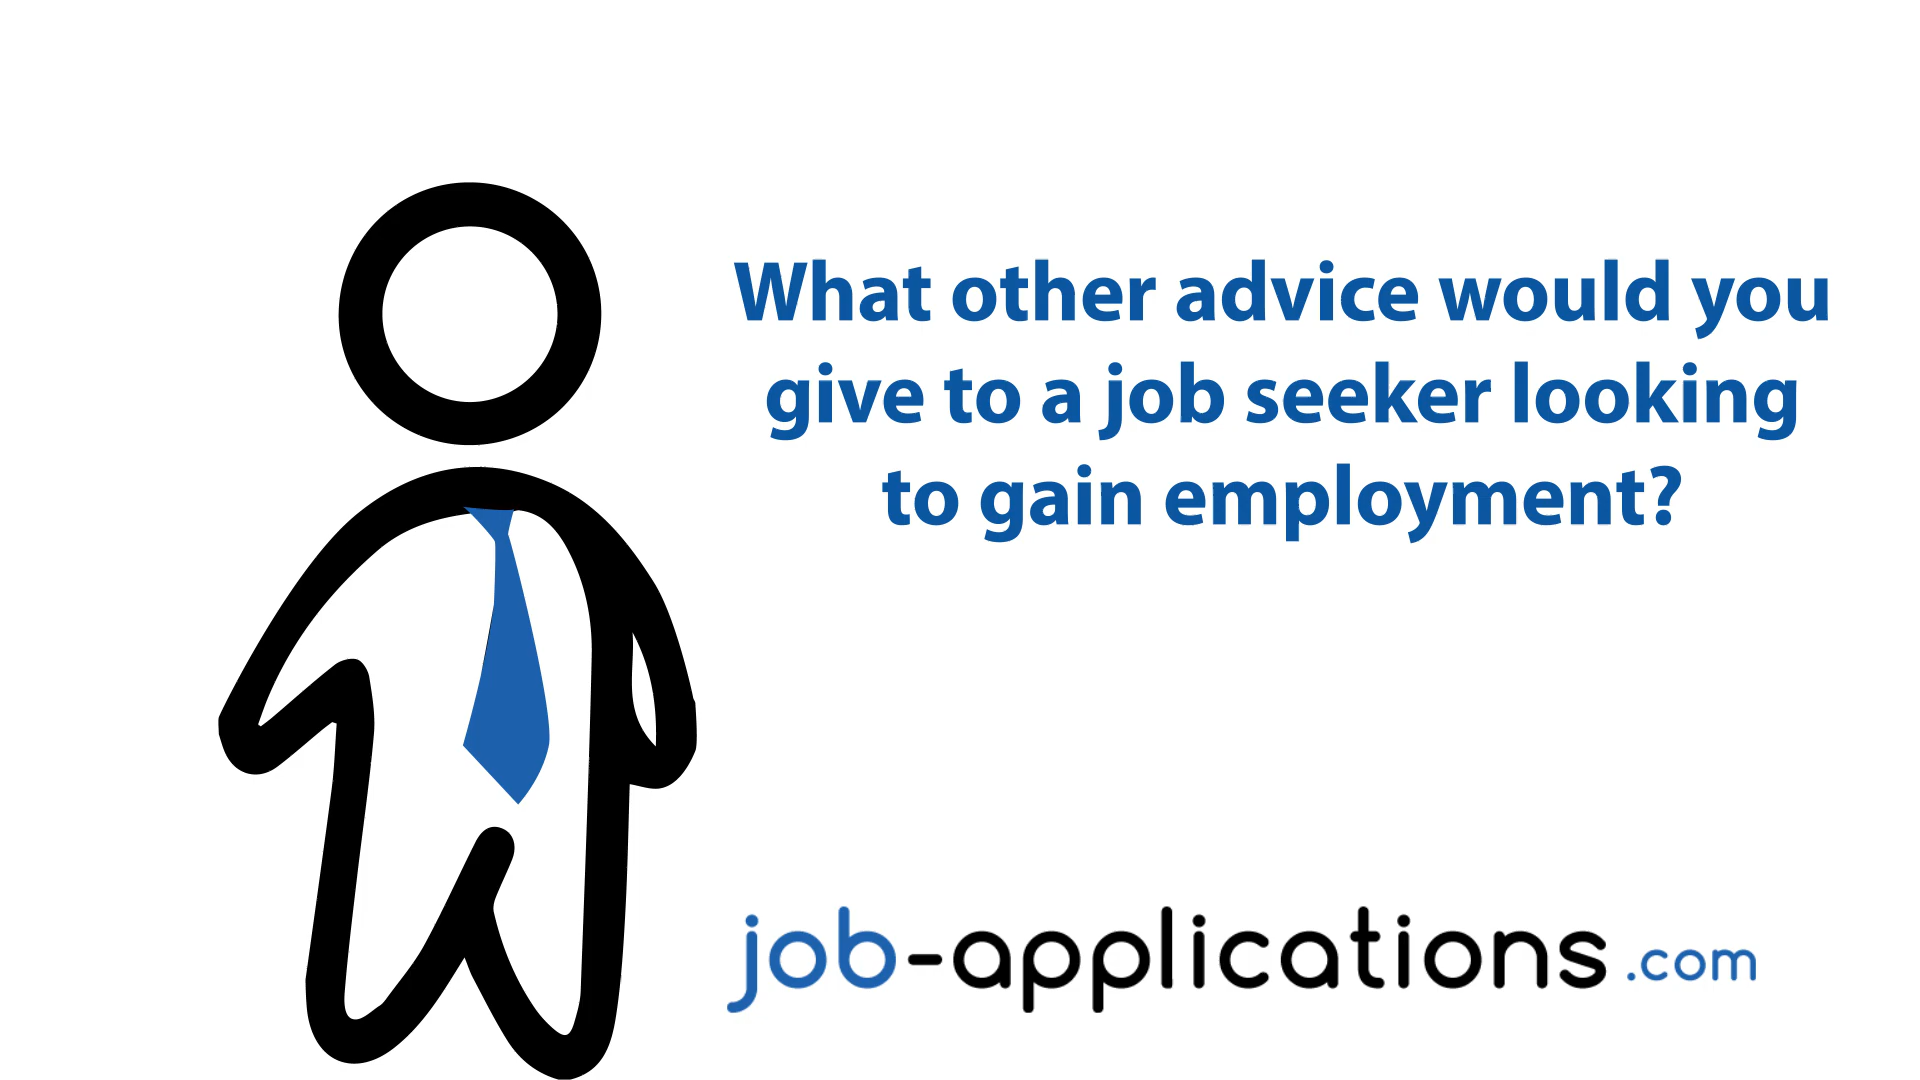 What other advice would you
give to a job seeker looking
to gain employment?
job-applications.com